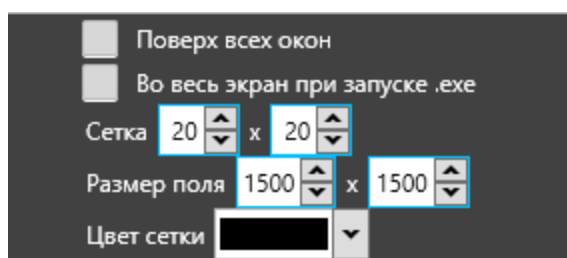 Поверх всех окон
Во весь экран при запуске .exe
Сетка 20 x 20
Размер поля 1500 x 1500
Цвет сетки